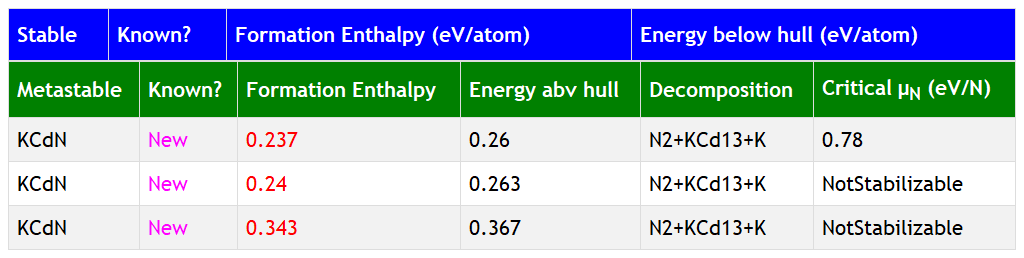 Stable Known? Formation Enthalpy (eV/atom) Energy below hull (eV/atom)
Metastable Known? Formation Enthalpy Energy abv hull Decomposition Critical μN (eV/N)
KCdN New 0.237 0.26 N2+KCd13+K 0.78
KCdN New 0.24 0.263 N2+KCd13+K NotStabilizable
KCdN New 0.343 0.367 N2+KCd13+K NotStabilizable